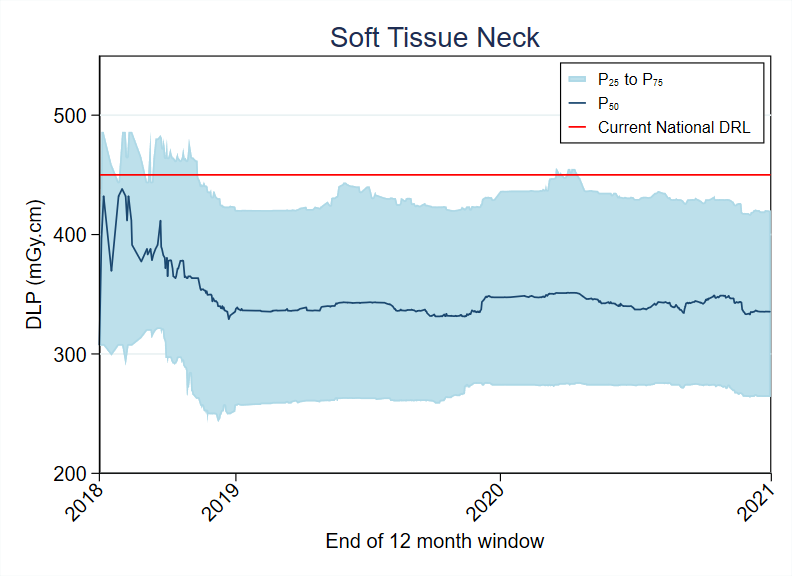 Soft Tissue Neck
P₂₅ to P₇₅
P₅₀
Current National DRL
500
400
300
200
DLP (mGy.cm)
2018
2019
2020
2021
End of 12 month window